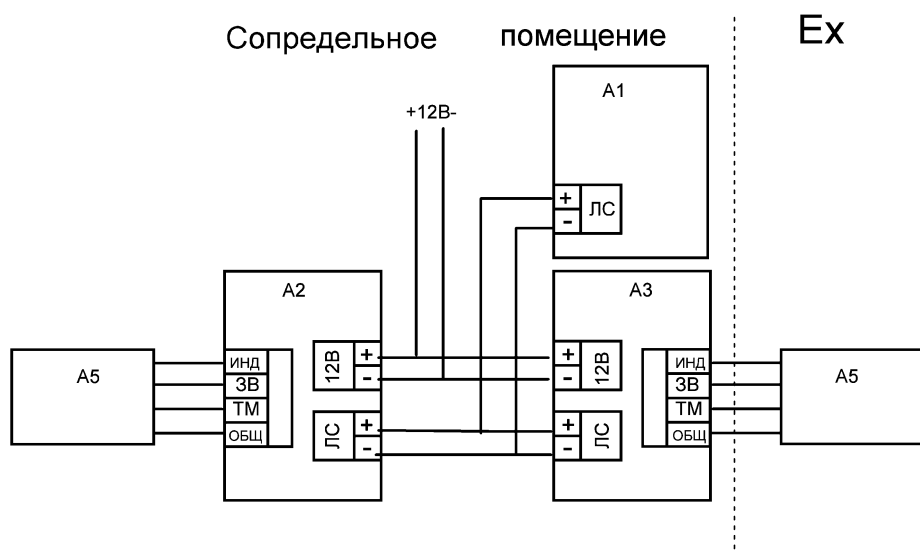 Сопредельное помещение
Ex
+12В-
А1
+
-
ЛС
А2
12В
+
-
ЛС
+
-
ИНД
ЗВ
ТМ
ОБЩ
А5
А3
+
-
12В
+
-
ЛС
ИНД
ЗВ
ТМ
ОБЩ
А5